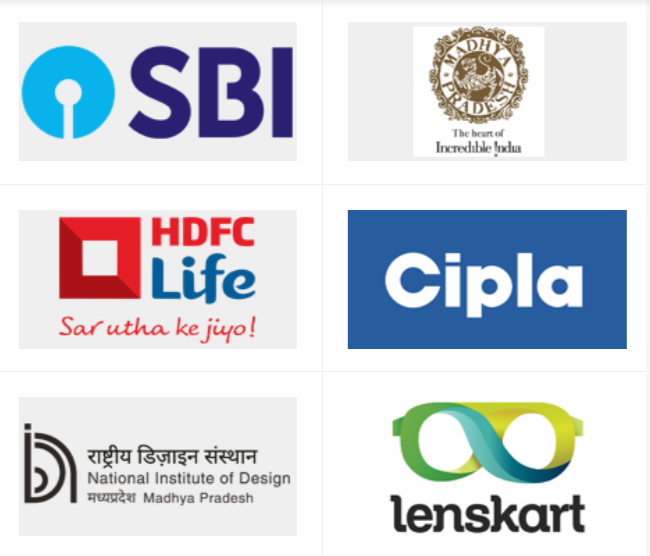 SBI
MADHYA PRADESH
The heart of
Incredible !ndia
HDFC
Life
Sar utha ke jiyo!
Cipla
राष्ट्रीय डिज़ाइन संस्थान
National Institute of Design
मध्यप्रदेश Madhya Pradesh
lenskart